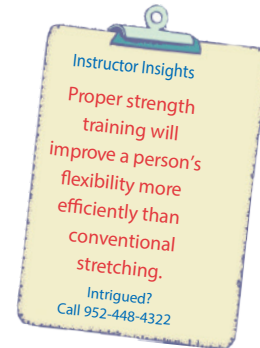 Instructor Insights
Proper strength
training will
improve a person's
flexibility more
efficiently than
conventional
stretching.
Intrigued?
Call 952-448-4322